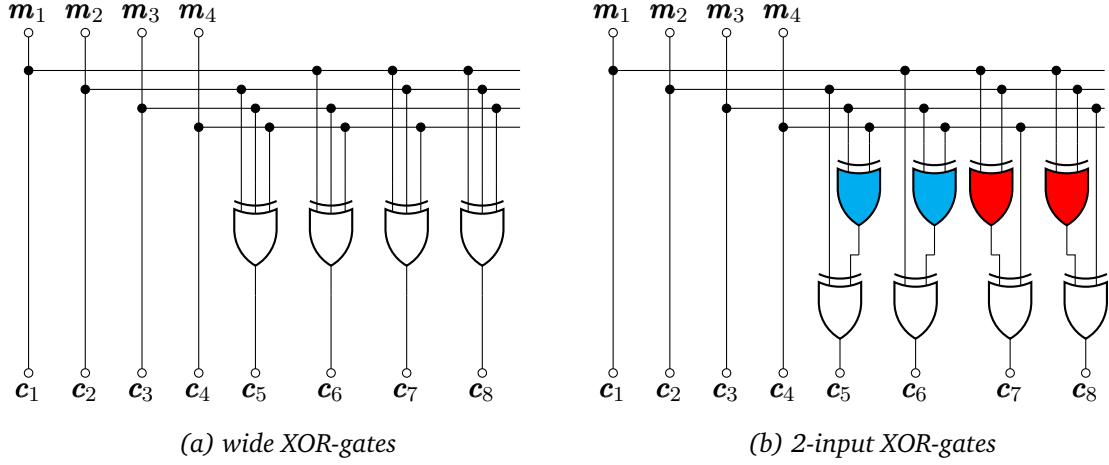 m₁ m₂ m₃ m₄ m₁ m₂ m₃ m₄
c₁ c₂ c₃ c₄ c₅ c₆ c₇ c₈ c₁ c₂ c₃ c₄ c₅ c₆ c₇ c₈
(a) wide XOR-gates (b) 2-input XOR-gates